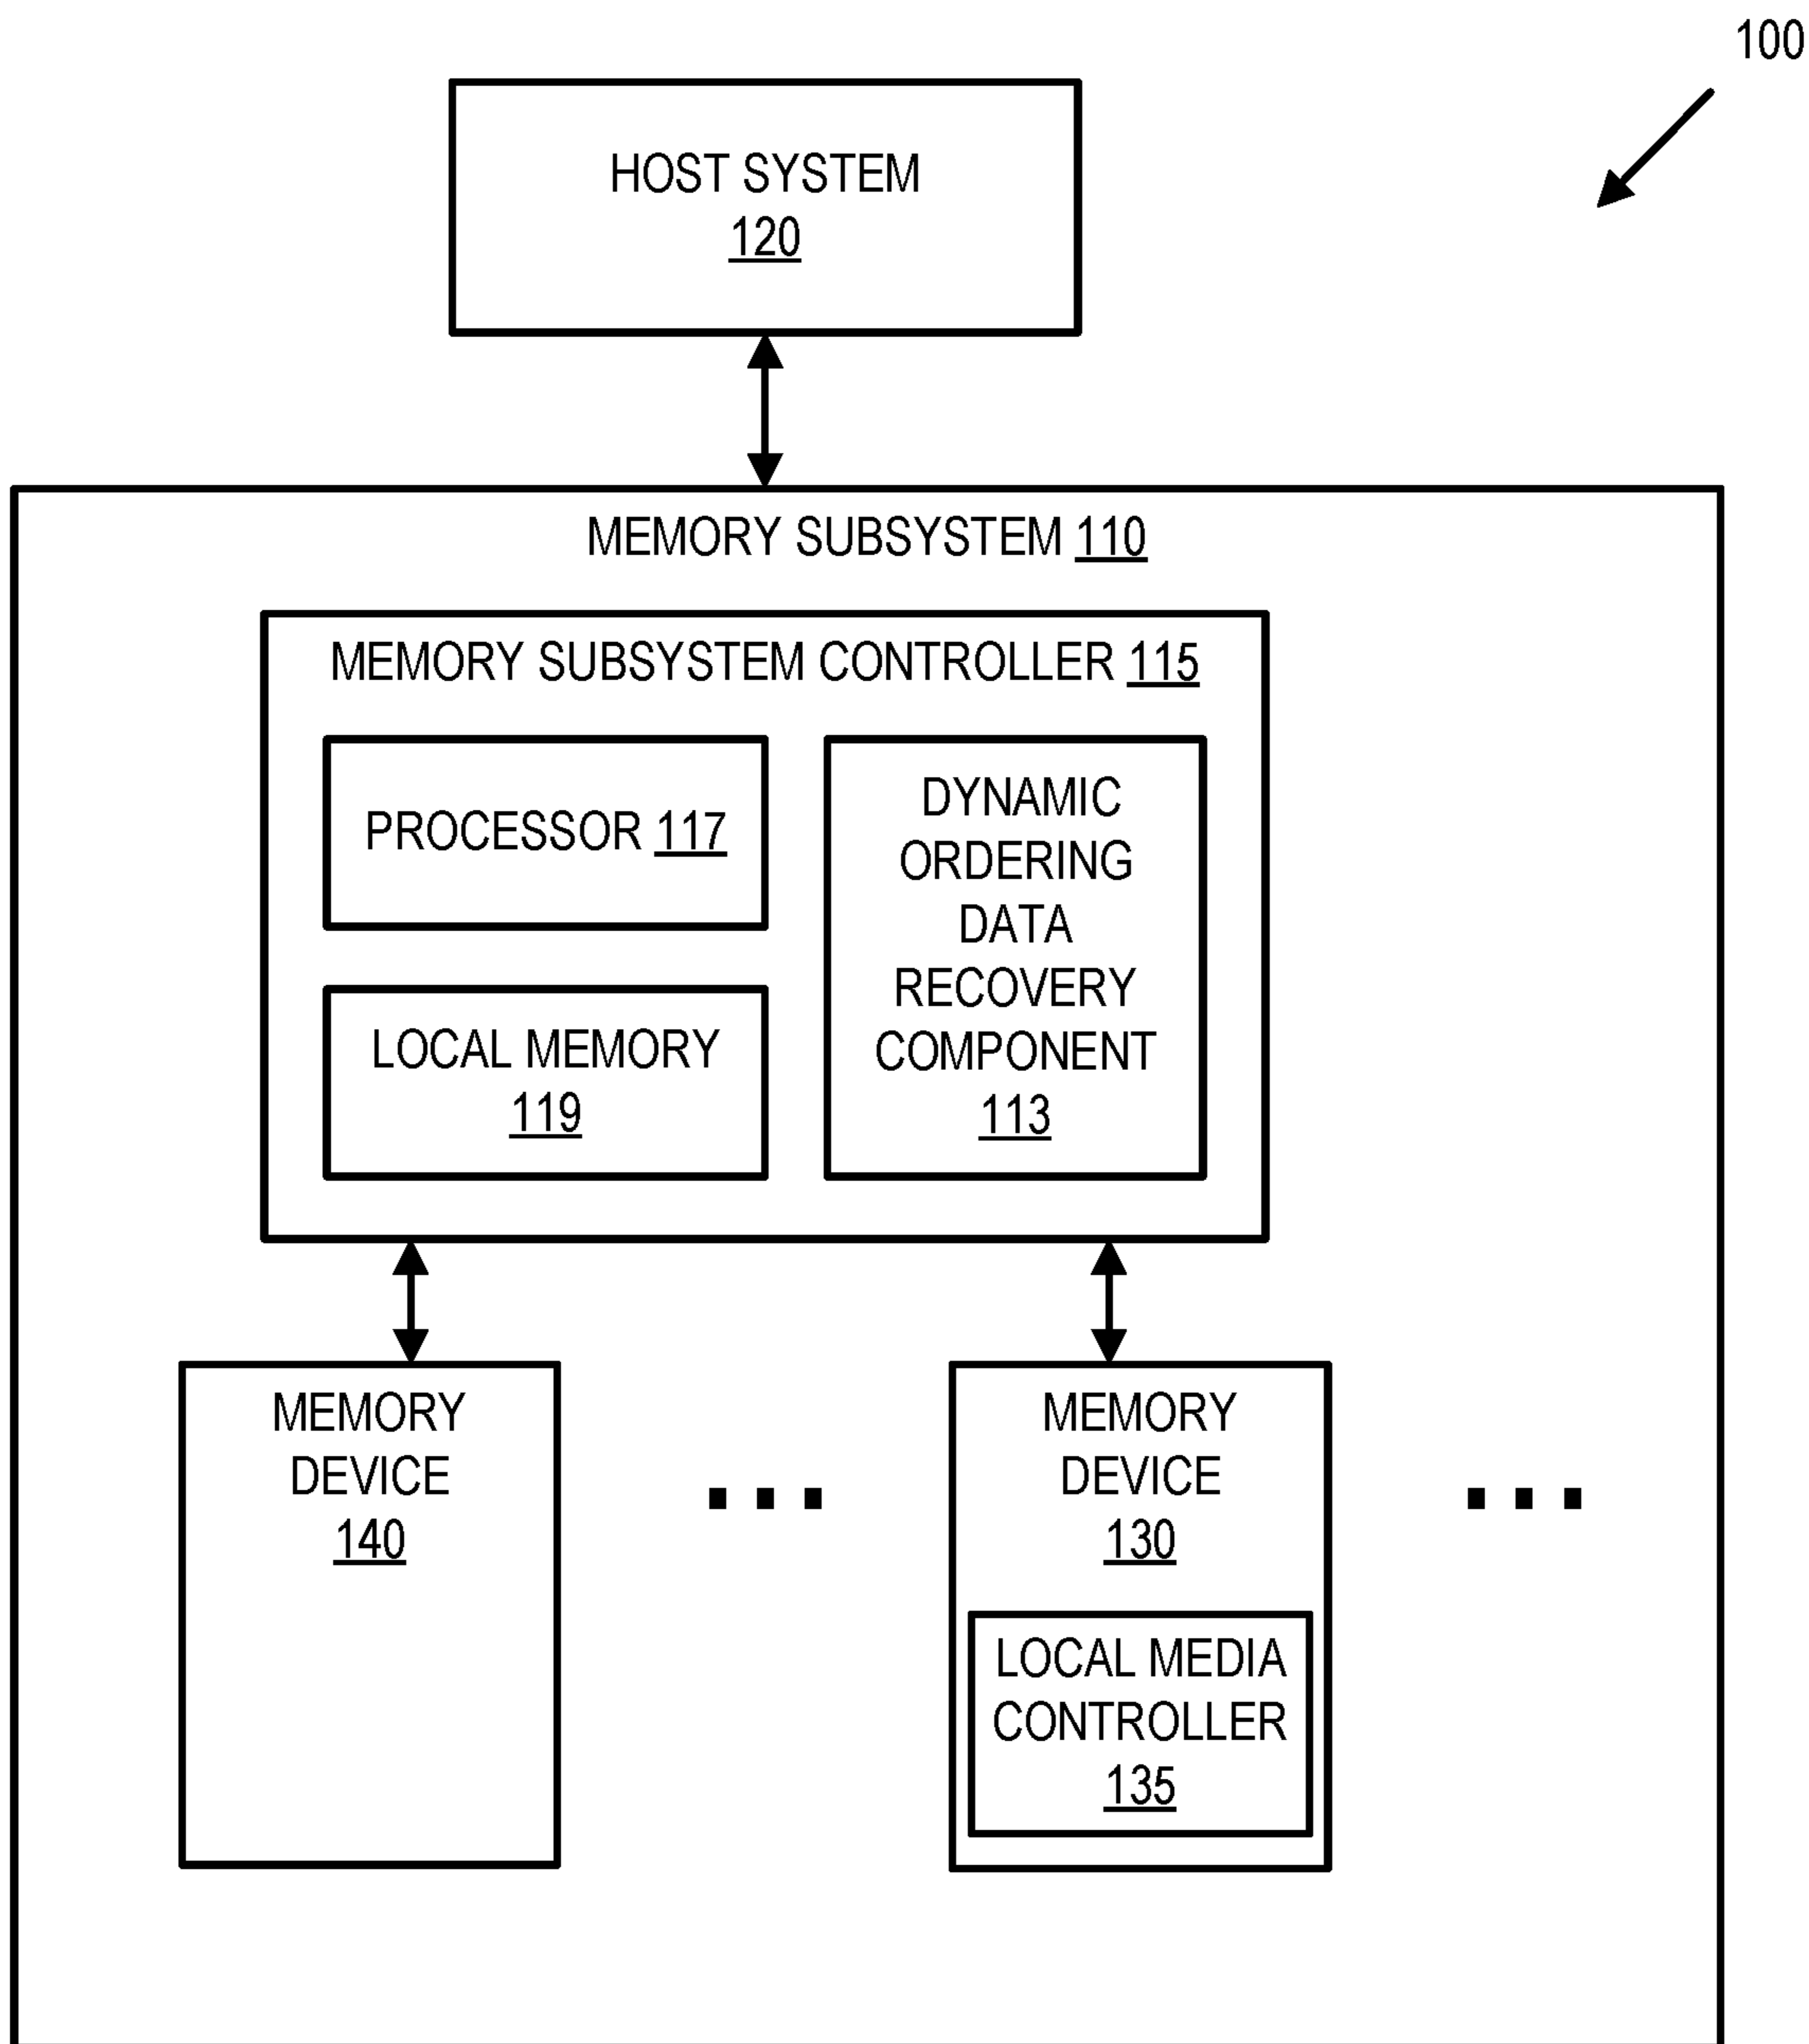 100
HOST SYSTEM
120
MEMORY SUBSYSTEM 110
MEMORY SUBSYSTEM CONTROLLER 115
PROCESSOR 117
LOCAL MEMORY
119
DYNAMIC
ORDERING
DATA
RECOVERY
COMPONENT
113
MEMORY
DEVICE
140
MEMORY
DEVICE
130
LOCAL MEDIA
CONTROLLER
135